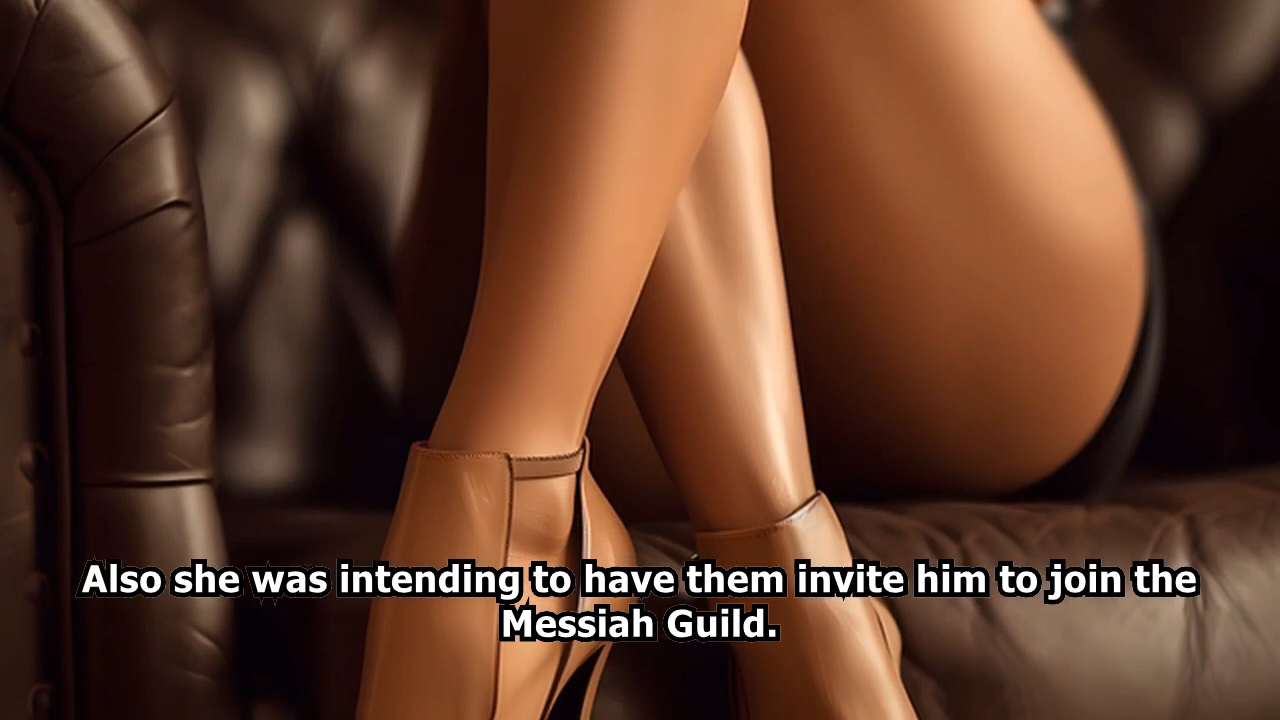 Also she was intending to have them invite him to join the
Messiah Guild.